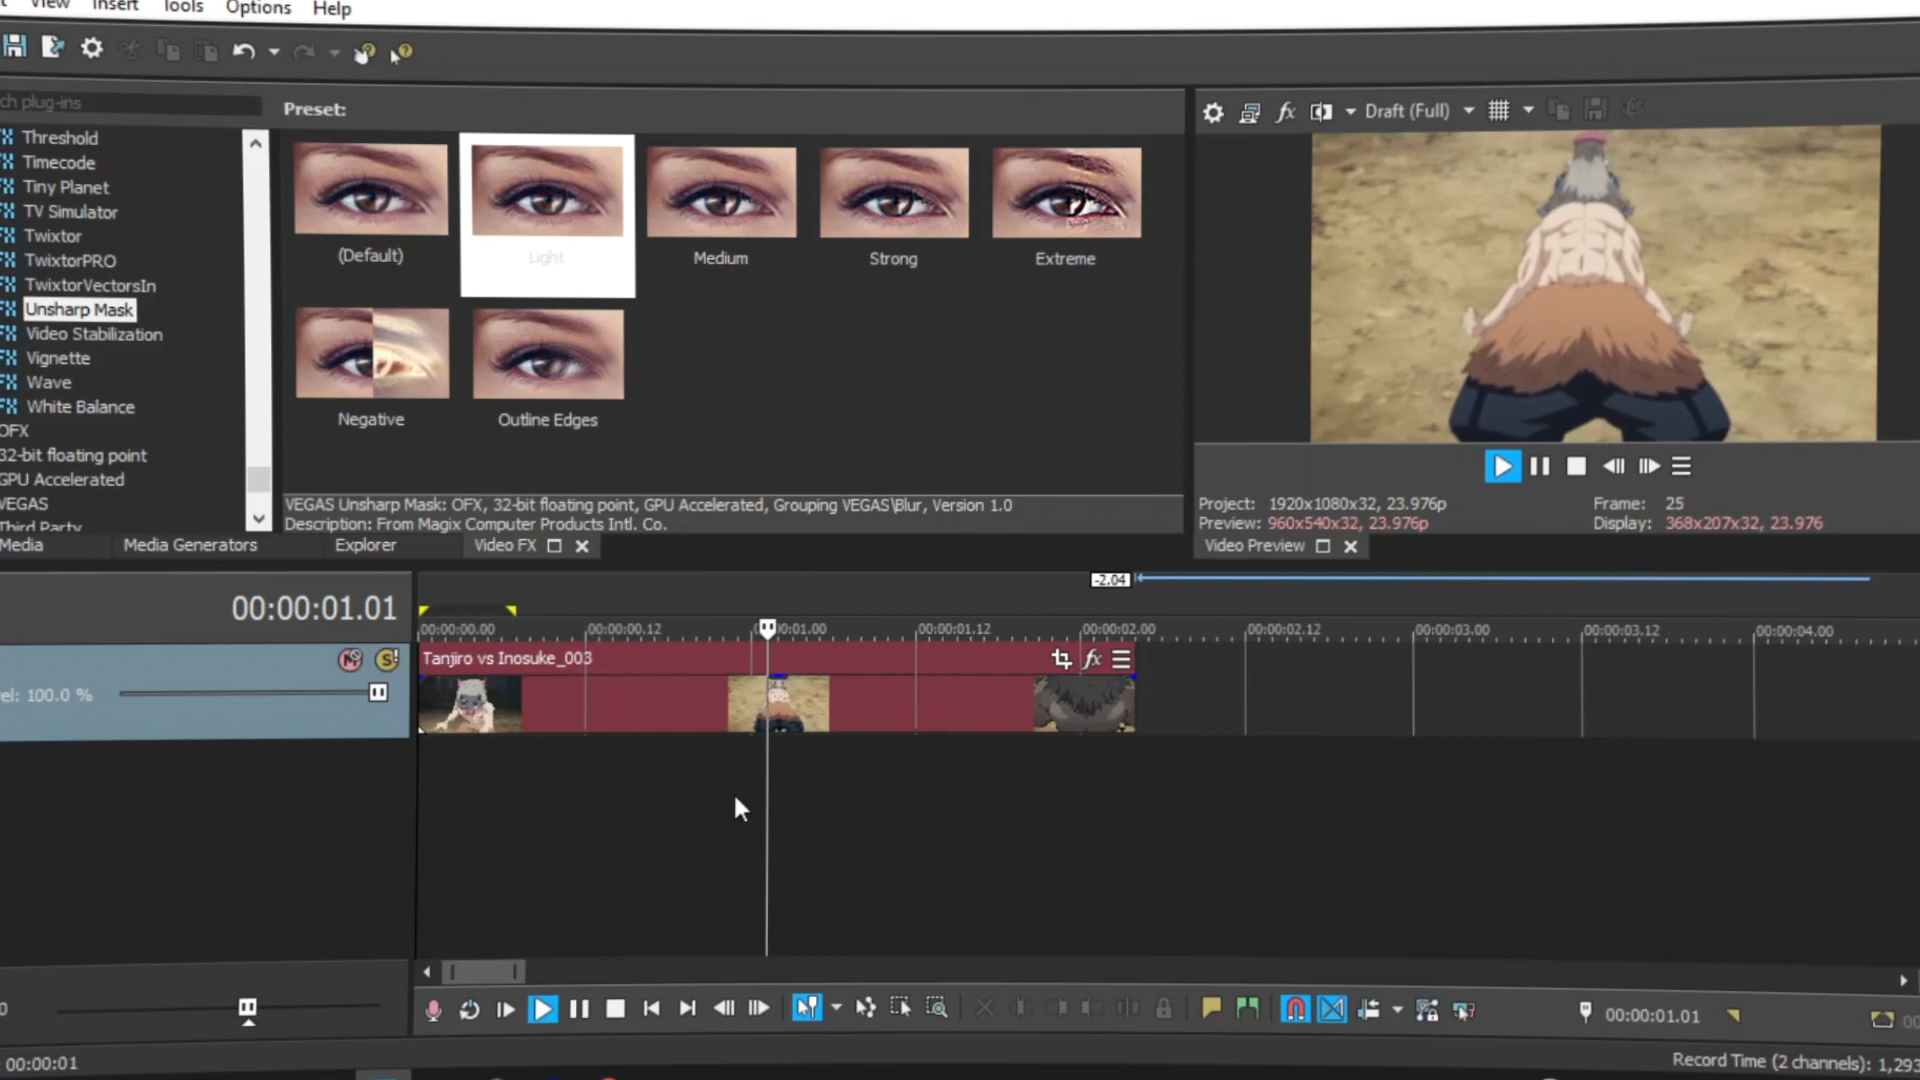 View Insert Tools Options Help
ch plug-ins
Preset:
Draft (Full)
Threshold
Timecode
Tiny Planet
TV Simulator
Twixtor
TwixtorPRO
TwixtorVectorsIn
Unsharp Mask
Video Stabilization
Vignette
Wave
White Balance
OFX
32-bit floating point
GPU Accelerated
VEGAS
Third Party
(Default)
Light
Medium
Strong
Extreme
Negative
Outline Edges
VEGAS Unsharp Mask: OFX, 32-bit floating point, GPU Accelerated, Grouping VEGAS\Blur, Version 1.0
Description: From Magix Computer Products Intl. Co.
Project: 1920x1080x32, 23.976p
Frame: 25
Preview: 960x540x32, 23.976p
Display: 368x207x32, 23.976
Media
Media Generators
Explorer
Video FX
Video Preview
-2.04
00:00:01.01
00:00:00.00
00:00:00.12
00:00:01.12
00:00:02.00
00:00:02.12
00:00:03.00
00:00:03.12
00:00:04.00
Tanjiro vs Inosuke_003
fx
el: 100.0 %
00:00:01.01
00:00:01
Record Time (2 channels): 1,293